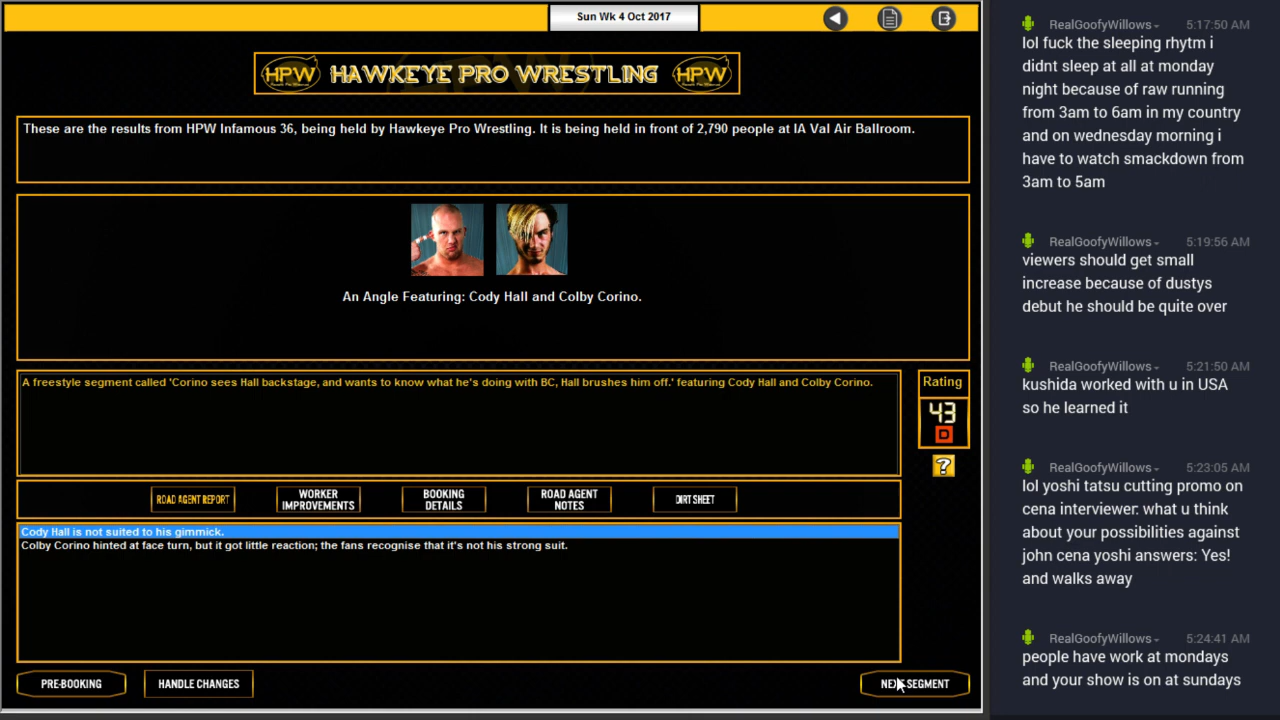 Sun Wk 4 Oct 2017
HPW HAWKEYE PRO WRESTLING HPW
These are the results from HPW Infamous 36, being held by Hawkeye Pro Wrestling. It is being held in front of 2,790 people at IA Val Air Ballroom.
An Angle Featuring: Cody Hall and Colby Corino.
A freestyle segment called 'Corino sees Hall backstage, and wants to know what he's doing with BC, Hall brushes him off.' featuring Cody Hall and Colby Corino.
Rating
43
D
?
ROAD AGENT REPORT
WORKER
IMPROVEMENTS
BOOKING
DETAILS
ROAD AGENT
NOTES
DIRT SHEET
Cody Hall is not suited to his gimmick.
Colby Corino hinted at face turn, but it got little reaction; the fans recognise that it's not his strong suit.
PRE-BOOKING
HANDLE CHANGES
NEXT SEGMENT
RealGoofyWillows 5:17:50 AM
lol fuck the sleeping rhytm i
didnt sleep at all at monday
night because of raw running
from 3am to 6am in my country
and on wednesday morning i
have to watch smackdown from
3am to 5am
RealGoofyWillows 5:19:56 AM
viewers should get small
increase because of dustys
debut he should be quite over
RealGoofyWillows 5:21:50 AM
kushida worked with u in USA
so he learned it
RealGoofyWillows 5:23:05 AM
lol yoshi tatsu cutting promo on
cena interviewer: what u think
about your possibilities against
john cena yoshi answers: Yes!
and walks away
RealGoofyWillows 5:24:41 AM
people have work at mondays
and your show is on at sundays